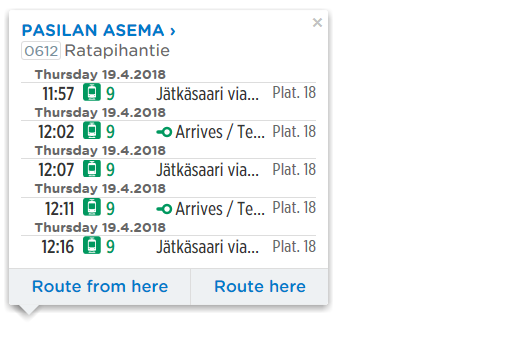 PASILAN ASEMA ›
0612 Ratapihantie
Thursday 19.4.2018
11:57 9 Jätkäsaari via... Plat. 18
Thursday 19.4.2018
12:02 9 Arrives / Te... Plat. 18
Thursday 19.4.2018
12:07 9 Jätkäsaari via... Plat. 18
Thursday 19.4.2018
12:11 9 Arrives / Te... Plat. 18
Thursday 19.4.2018
12:16 9 Jätkäsaari via... Plat. 18
Route from here Route here